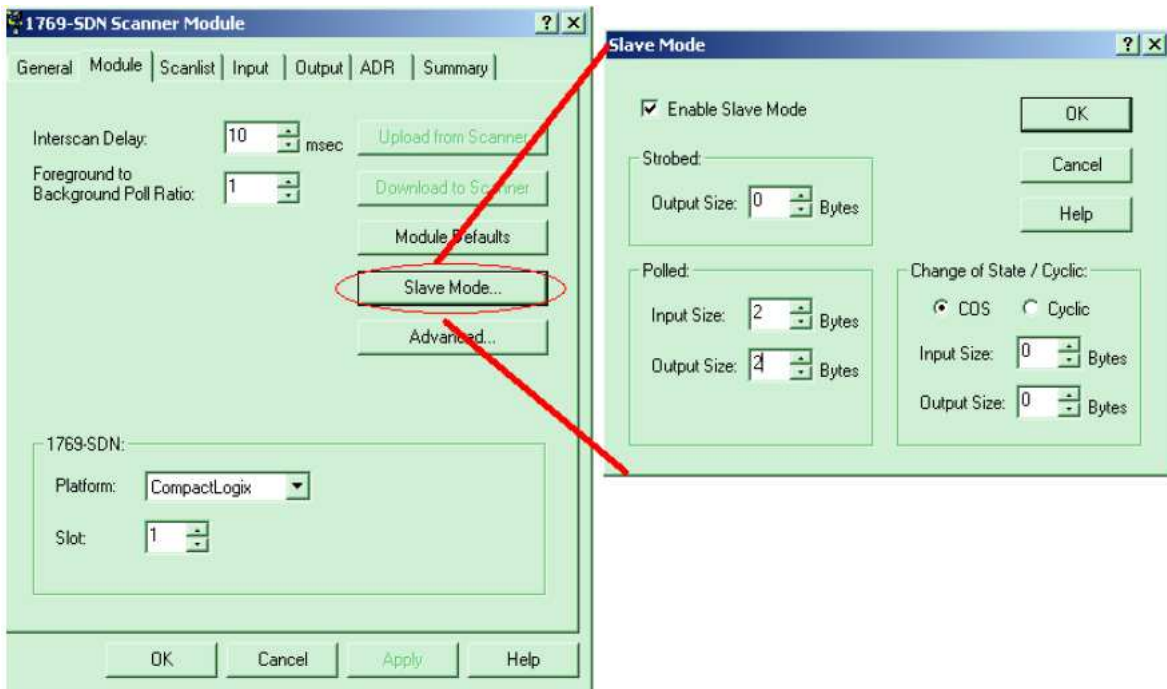 1769-SDN Scanner Module
General Module Scanlist Input Output ADR Summary
Interscan Delay: 10 msec
Upload from Scanner
Foreground to
Background Poll Ratio: 1
Download to Scanner
Module Defaults
Slave Mode...
Advanced...
1769-SDN:
Platform: CompactLogix
Slot: 1
OK Cancel Apply Help
Slave Mode
Enable Slave Mode
OK
Cancel
Help
Strobed:
Output Size: 0 Bytes
Polled:
Input Size: 2 Bytes
Output Size: 2 Bytes
Change of State / Cyclic:
COS Cyclic
Input Size: 0 Bytes
Output Size: 0 Bytes